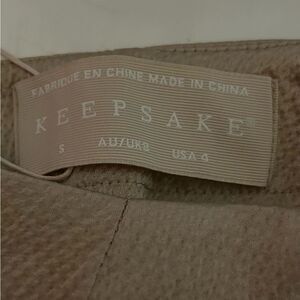 FABRIQUE EN CHINE MADE IN CHINA
KEEPSAKE®
S AU/UK8 USA 4